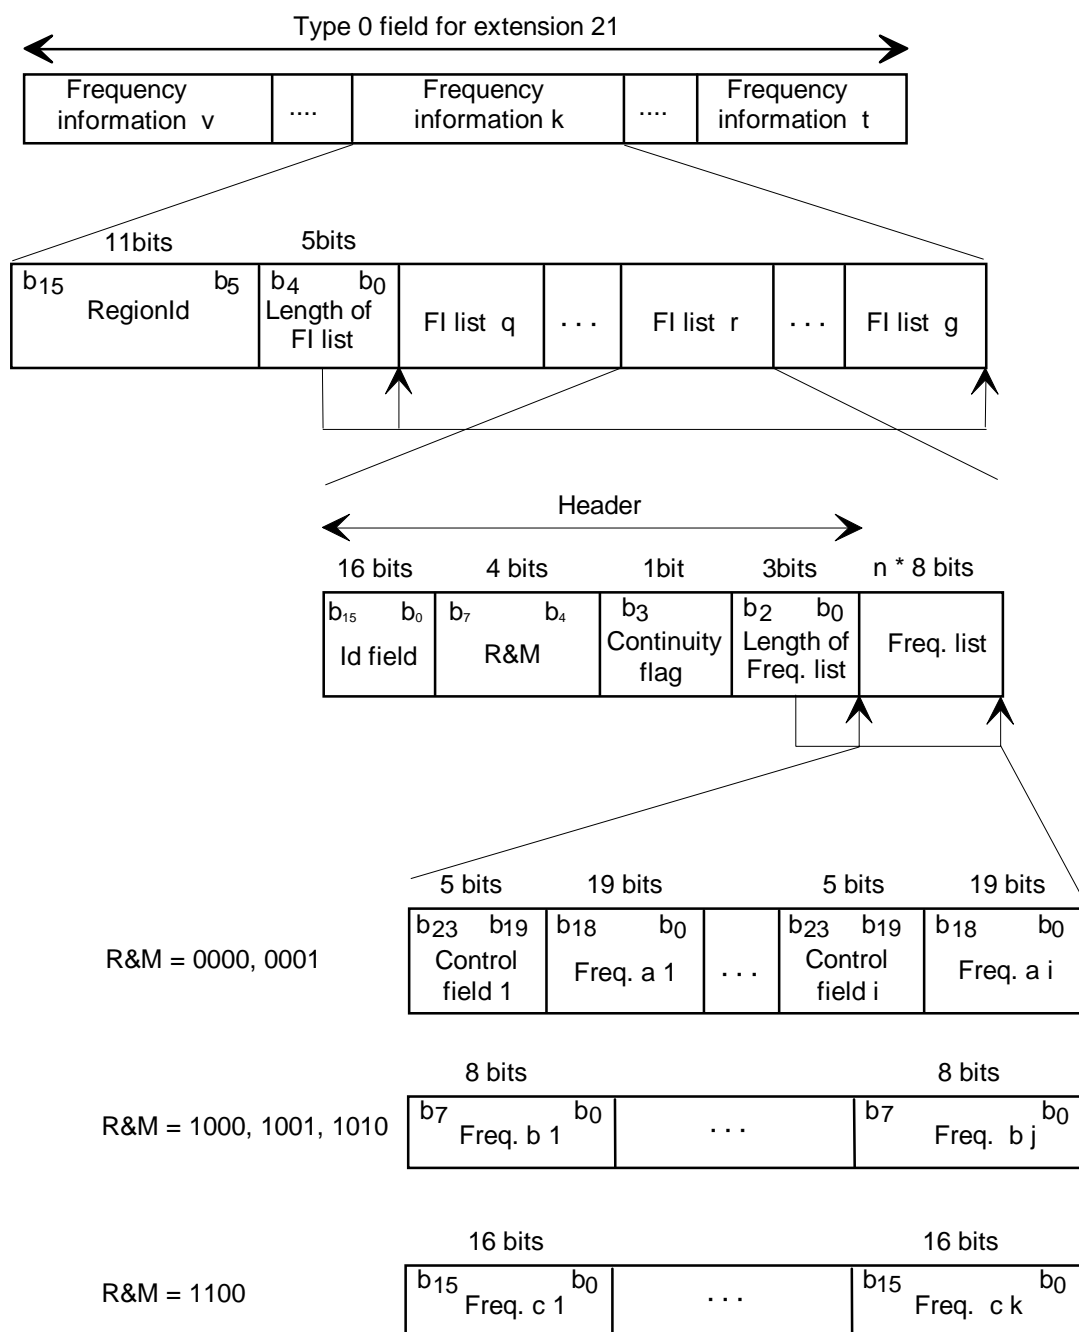 Type 0 field for extension 21
Frequency information v .... Frequency information k .... Frequency information t
11bits 5bits
b15 b5 b4 b0
RegionId Length of FI list FI list q . . . FI list r . . . FI list g
Header
16 bits 4 bits 1bit 3bits n * 8 bits
b15 b0 b7 b4 b3 b2 b0
Id field R&M Continuity flag Length of Freq. list Freq. list
5 bits 19 bits 5 bits 19 bits
b23 b19 b18 b0 b23 b19 b18 b0
R&M = 0000, 0001 Control field 1 Freq. a 1 . . . Control field i Freq. a i
8 bits 8 bits
b7 b0 b7 b0
R&M = 1000, 1001, 1010 Freq. b 1 . . . Freq. b j
16 bits 16 bits
b15 b0 b15 b0
R&M = 1100 Freq. c 1 . . . Freq. c k